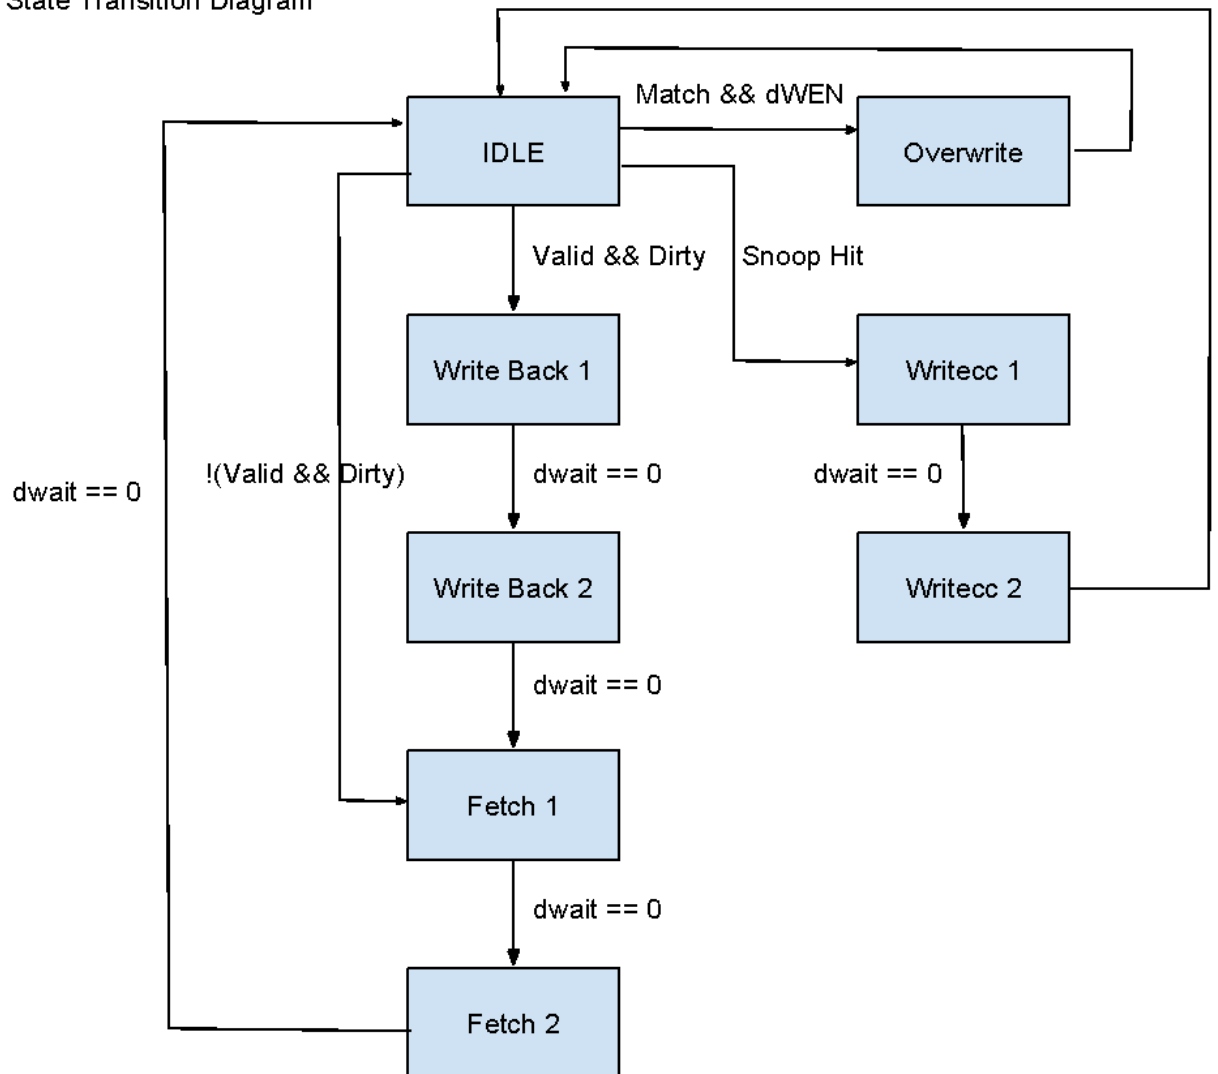 State Transition Diagram
Match && dWEN
IDLE
Overwrite
Valid && Dirty
Snoop Hit
Write Back 1
Writecc 1
dwait == 0
!(Valid && Dirty)
dwait == 0
dwait == 0
Write Back 2
Writecc 2
dwait == 0
Fetch 1
dwait == 0
Fetch 2